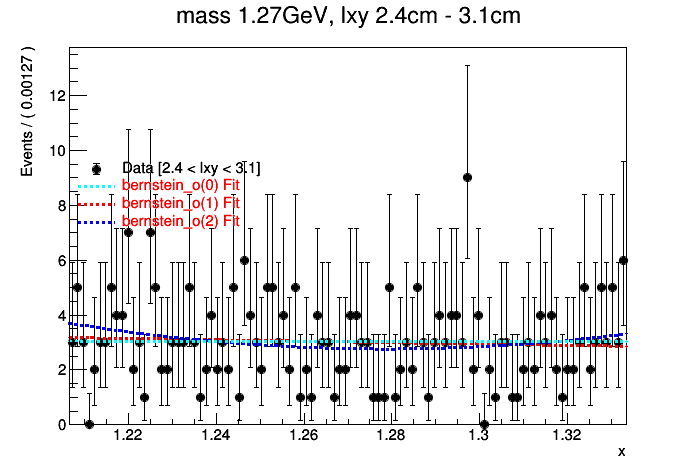 mass 1.27GeV, lxy 2.4cm - 3.1cm
Events / ( 0.00127 )
12
10
8
6
4
2
0
Data [2.4 < lxy < 3.1]
bernstein_o(0) Fit
bernstein_o(1) Fit
bernstein_o(2) Fit
1.22 1.24 1.26 1.28 1.3 1.32
x